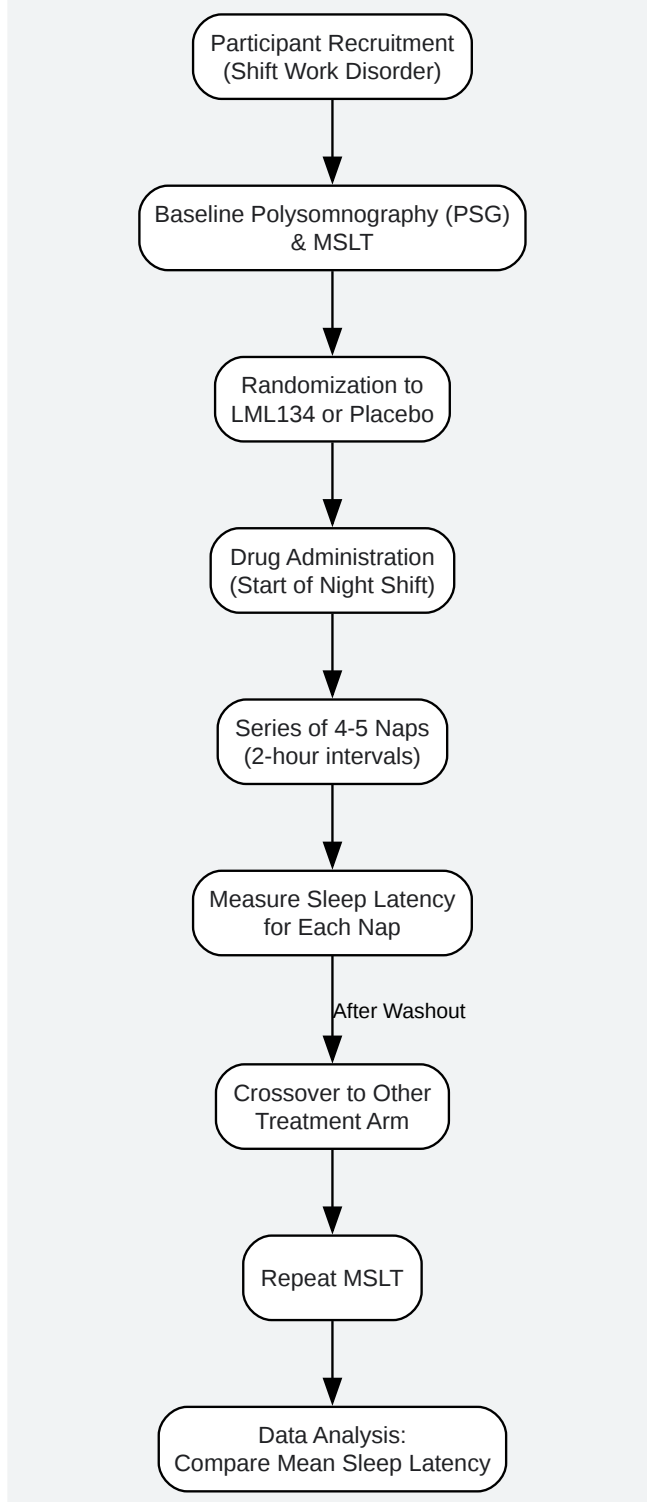 Participant Recruitment
(Shift Work Disorder)
Baseline Polysomnography (PSG)
& MSLT
Randomization to
LML134 or Placebo
Drug Administration
(Start of Night Shift)
Series of 4-5 Naps
(2-hour intervals)
Measure Sleep Latency
for Each Nap
After Washout
Crossover to Other
Treatment Arm
Repeat MSLT
Data Analysis:
Compare Mean Sleep Latency